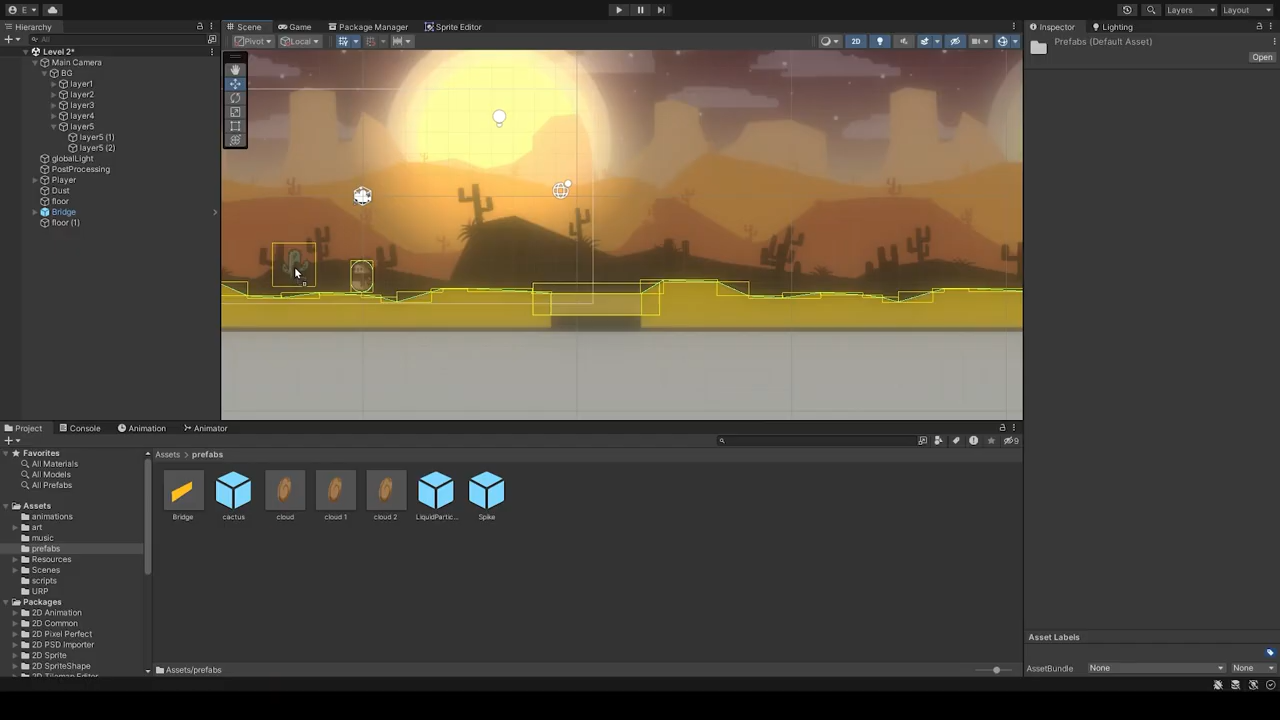 E
Layers
Layout
Hierarchy
Scene
Game
Package Manager
Sprite Editor
Inspector
Lighting
All
Pivot
Local
2D
Prefabs (Default Asset)
Open
Level 2*
Main Camera
BG
layer1
layer2
layer3
layer4
layer5
layer5 (1)
layer5 (2)
globalLight
PostProcessing
Player
Dust
floor
Bridge
floor (1)
Project
Console
Animation
Animator
9
Favorites
All Materials
All Models
All Prefabs
Assets
animations
art
music
prefabs
Resources
Scenes
scripts
URP
Packages
2D Animation
2D Common
2D Pixel Perfect
2D PSD Importer
2D Sprite
2D SpriteShape
2D Tilemap Editor
Assets > prefabs
Bridge
cactus
cloud
cloud 1
cloud 2
LiquidPartic...
Spike
Assets/prefabs
Asset Labels
AssetBundle
None
None